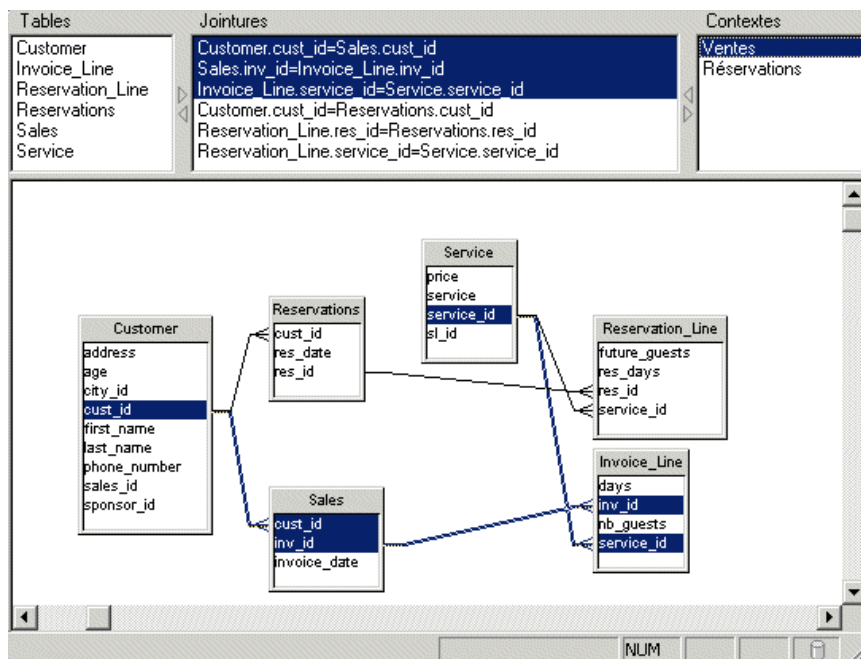 Tables
Jointures
Contextes
Customer
Invoice_Line
Reservation_Line
Reservations
Sales
Service
Customer.cust_id=Sales.cust_id
Sales.inv_id=Invoice_Line.inv_id
Invoice_Line.service_id=Service.service_id
Customer.cust_id=Reservations.cust_id
Reservation_Line.res_id=Reservations.res_id
Reservation_Line.service_id=Service.service_id
Ventes
Réservations
Service
price
service
service_id
sl_id
Reservations
cust_id
res_date
res_id
Customer
address
age
city_id
cust_id
first_name
last_name
phone_number
sales_id
sponsor_id
Reservation_Line
future_guests
res_days
res_id
service_id
Invoice_Line
days
inv_id
nb_guests
service_id
Sales
cust_id
inv_id
invoice_date
NUM